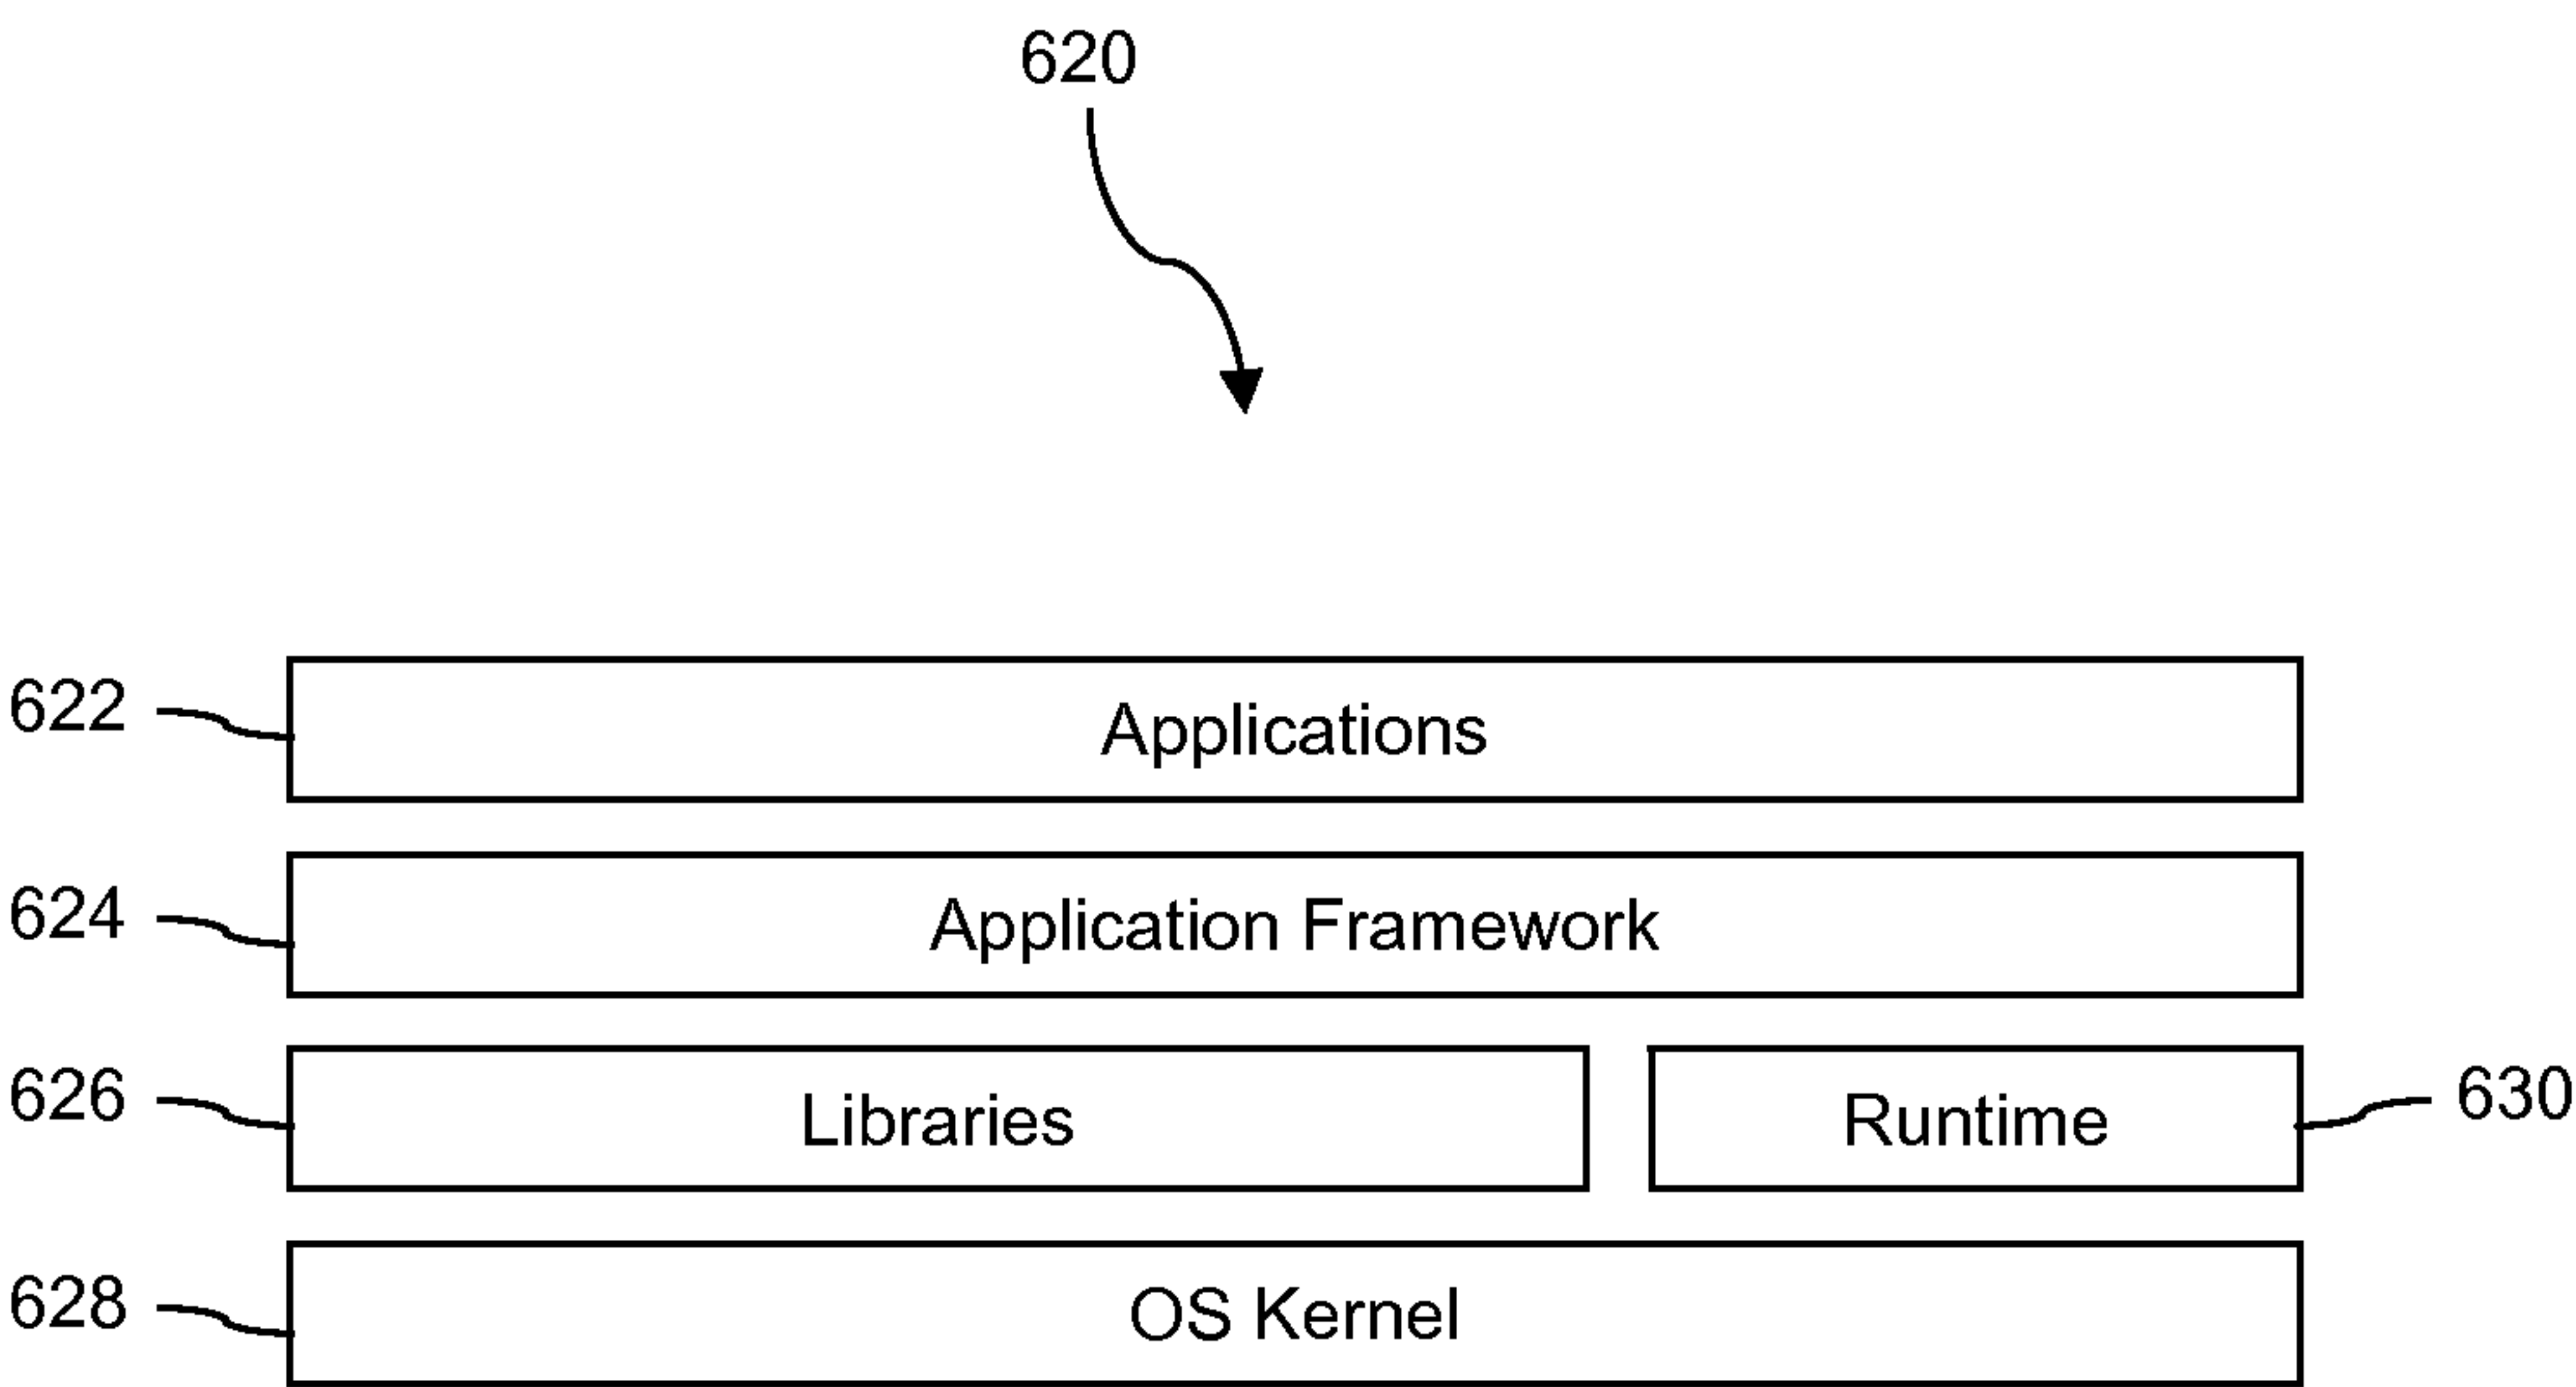 620
622 Applications
624 Application Framework
626 Libraries Runtime 630
628 OS Kernel